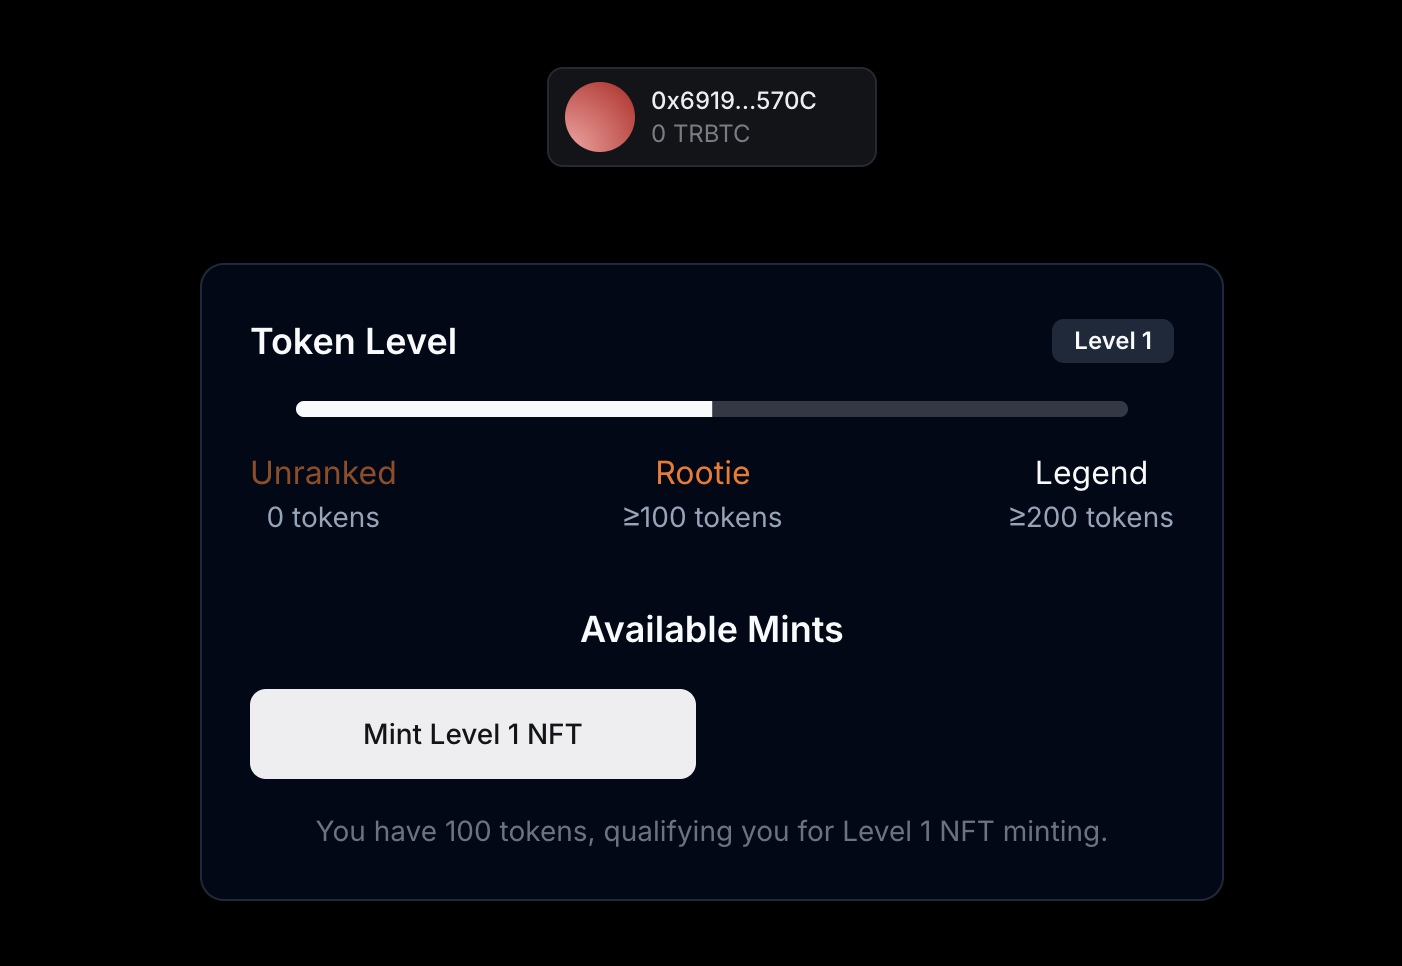 0x6919...570C
0 TRBTC
Token Level
Level 1
Unranked
Rootie
Legend
0 tokens
≥100 tokens
≥200 tokens
Available Mints
Mint Level 1 NFT
You have 100 tokens, qualifying you for Level 1 NFT minting.